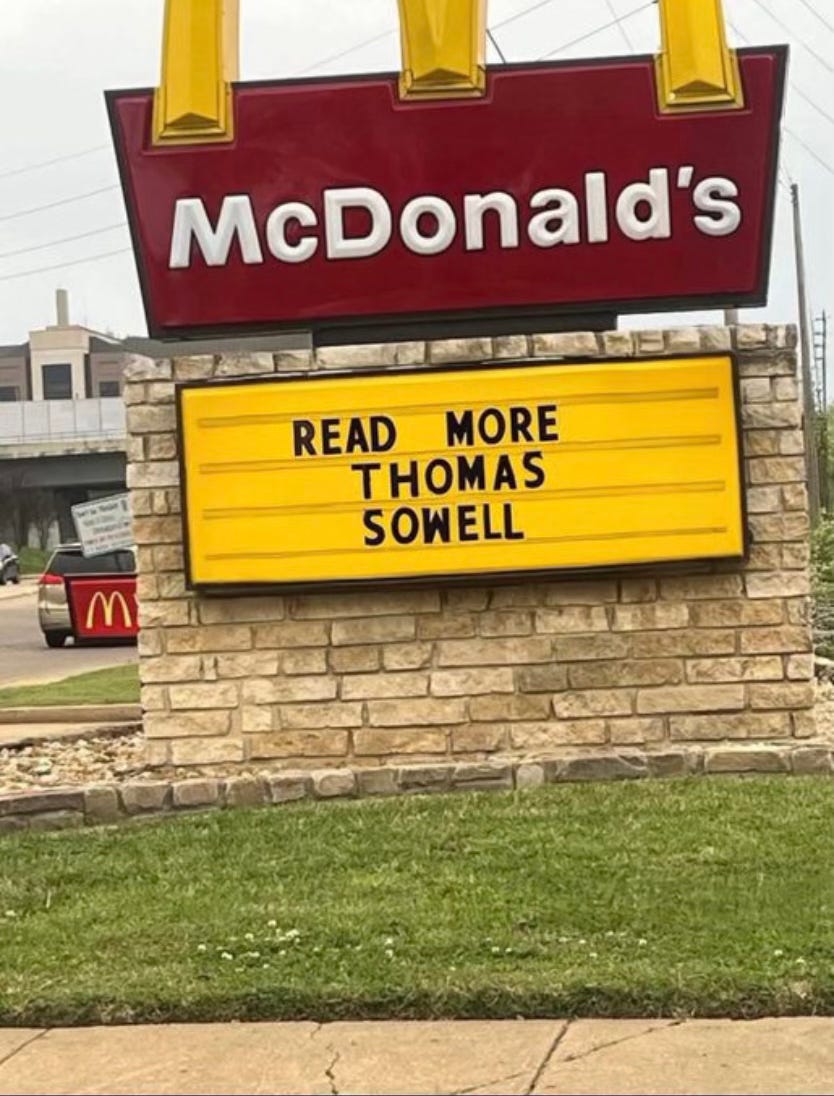 McDonald's
READ MORE
THOMAS
SOWELL